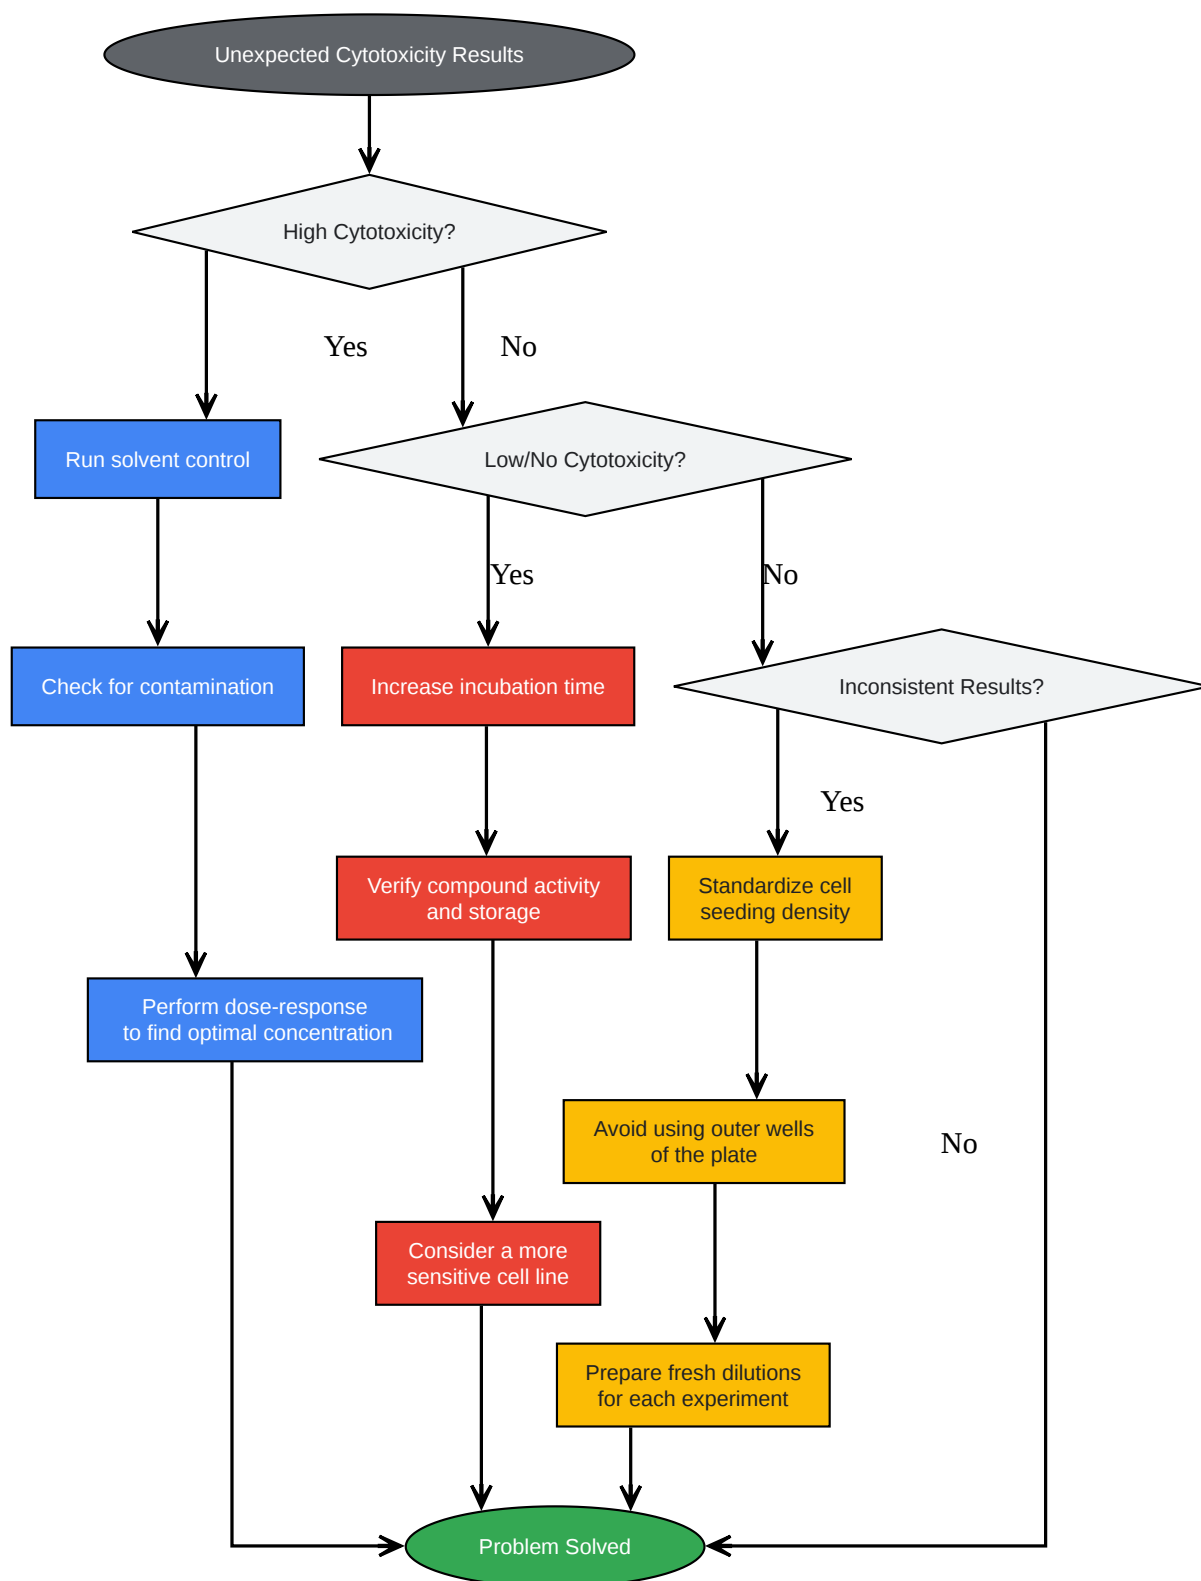 Unexpected Cytotoxicity Results
High Cytotoxicity?
Yes
No
Run solvent control
Low/No Cytotoxicity?
Yes
No
Check for contamination
Increase incubation time
Inconsistent Results?
Yes
Verify compound activity
and storage
Standardize cell
seeding density
Perform dose-response
to find optimal concentration
Avoid using outer wells
of the plate
No
Consider a more
sensitive cell line
Prepare fresh dilutions
for each experiment
Problem Solved